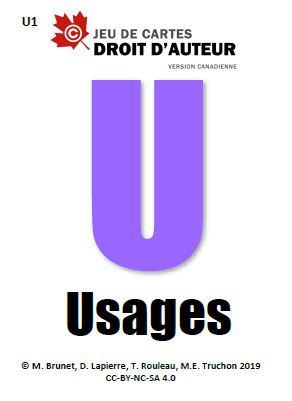 U1
©
JEU DE CARTES
DROIT D'AUTEUR
VERSION CANADIENNE
U
Usages
© M. Brunet, D. Lapierre, T. Rouleau, M.E. Truchon 2019
CC-BY-NC-SA 4.0